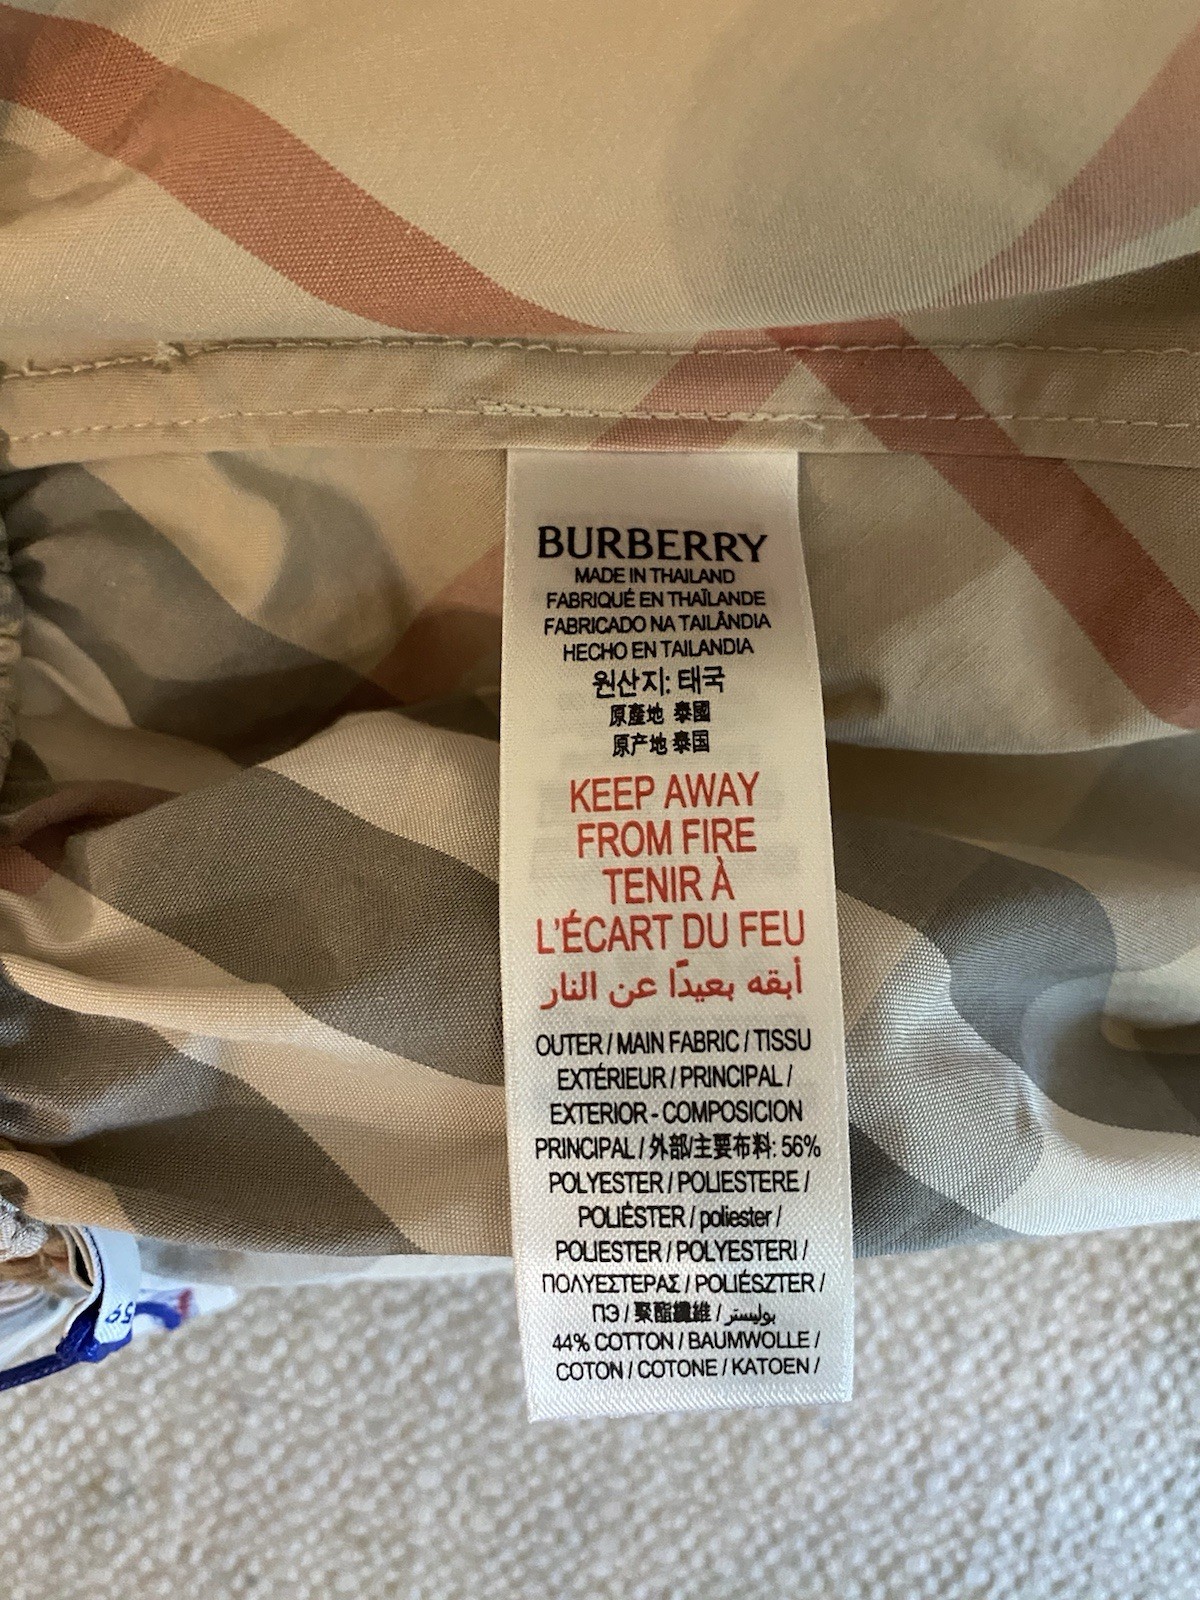 BURBERRY
MADE IN THAILAND
FABRIQUÉ EN THAÏLANDE
FABRICADO NA TAILÂNDIA
HECHO EN TAILANDIA
원산지: 태국
原產地 泰國
原产地 泰国
KEEP AWAY
FROM FIRE
TENIR À
L'ÉCART DU FEU
أبقه بعيدًا عن النار
OUTER / MAIN FABRIC / TISSU
EXTÉRIEUR / PRINCIPAL /
EXTERIOR - COMPOSICION
PRINCIPAL / 外部/主要布料: 56%
POLYESTER / POLIESTERE /
POLIÉSTER / poliester /
POLIESTER / POLYESTERI /
ΠΟΛΥΕΣΤΕΡΑΣ / POLIÉSZTER /
ПЭ / 聚酯纖維 / بوليستر
44% COTTON / BAUMWOLLE /
COTON / COTONE / KATOEN /
59